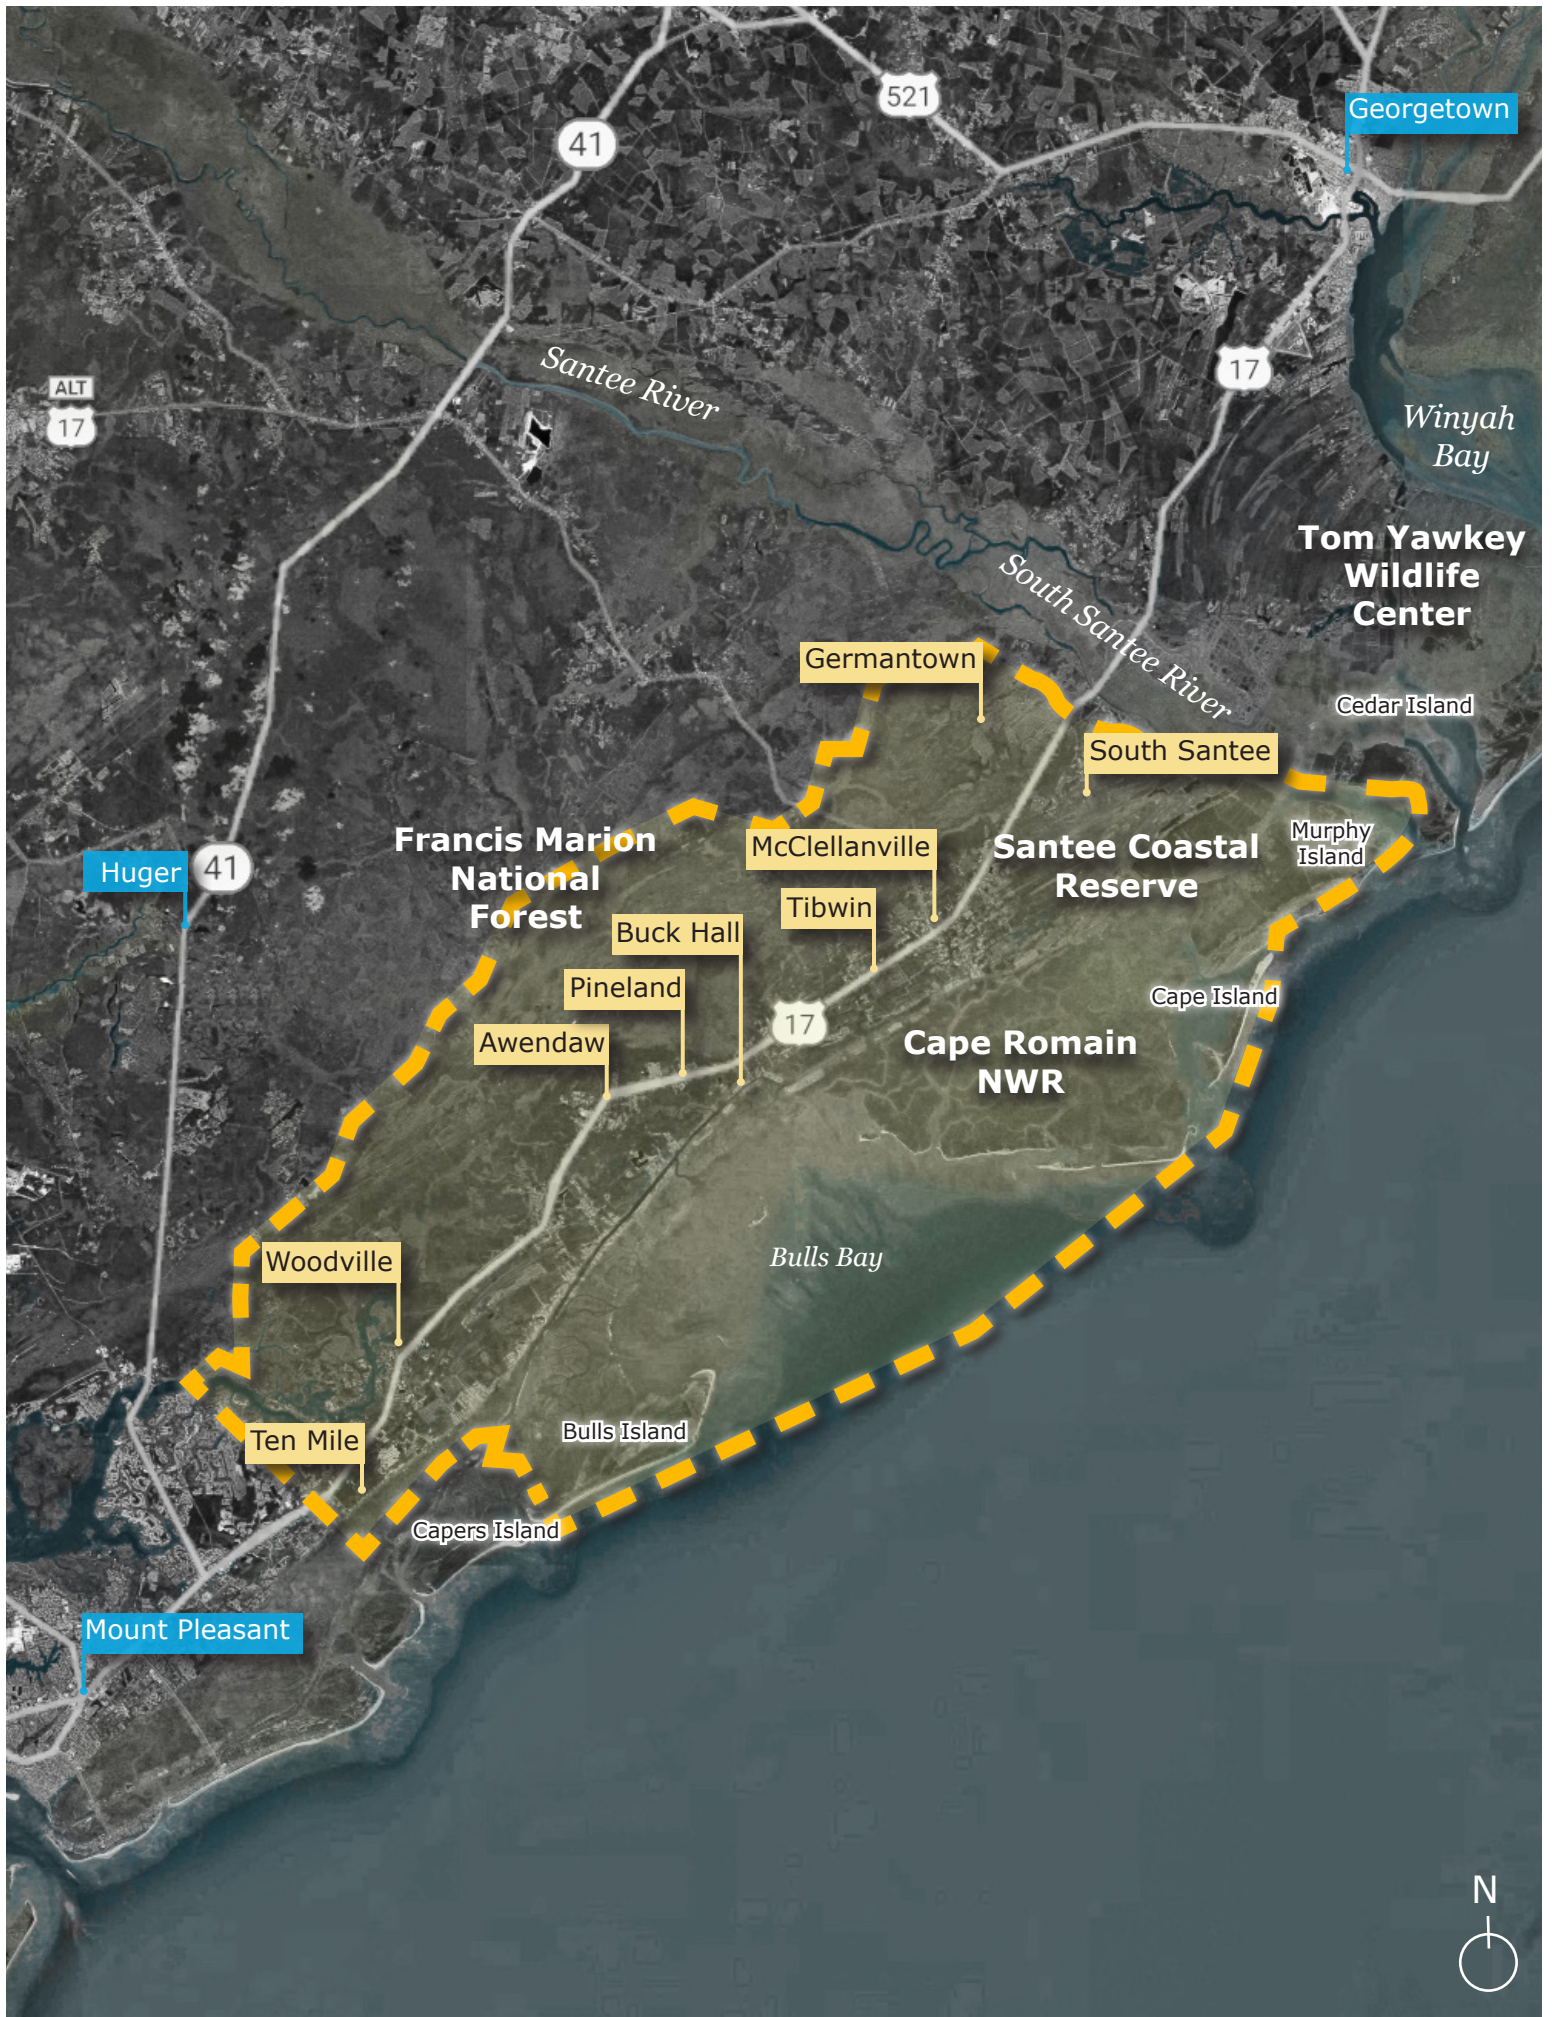 521
Georgetown
41
Santee River
17
ALT
17
Winyah
Bay
Tom Yawkey
Wildlife
Center
South Santee River
Germantown
Cedar Island
South Santee
Francis Marion
National
Forest
McClellanville
Santee Coastal
Reserve
Murphy
Island
Huger
41
Tibwin
Buck Hall
Pineland
Cape Island
17
Awendaw
Cape Romain
NWR
Woodville
Bulls Bay
Ten Mile
Bulls Island
Capers Island
Mount Pleasant
N